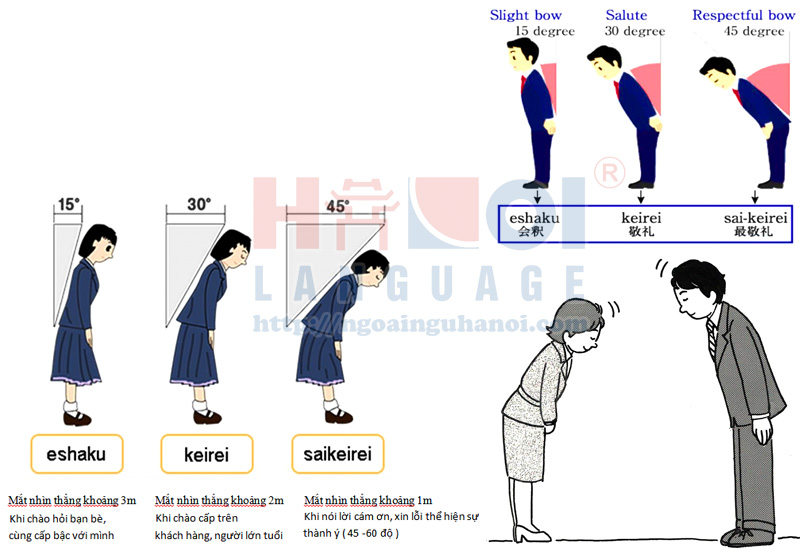 Slight bow
15 degree
Salute
30 degree
Respectful bow
45 degree
eshaku
会釈
keirei
敬礼
sai-keirei
最敬礼
HANOI ®
LANGUAGE
http://ngoainguhanoi.com
15°
30°
45°
eshaku
keirei
saikeirei
Mắt nhìn thẳng khoảng 3m
Khi chào hỏi bạn bè,
cùng cấp bậc với mình
Mắt nhìn thẳng khoảng 2m
Khi chào cấp trên
khách hàng, người lớn tuổi
Mắt nhìn thẳng khoảng 1m
Khi nói lời cám ơn, xin lỗi thể hiện sự
thành ý ( 45 -60 độ )